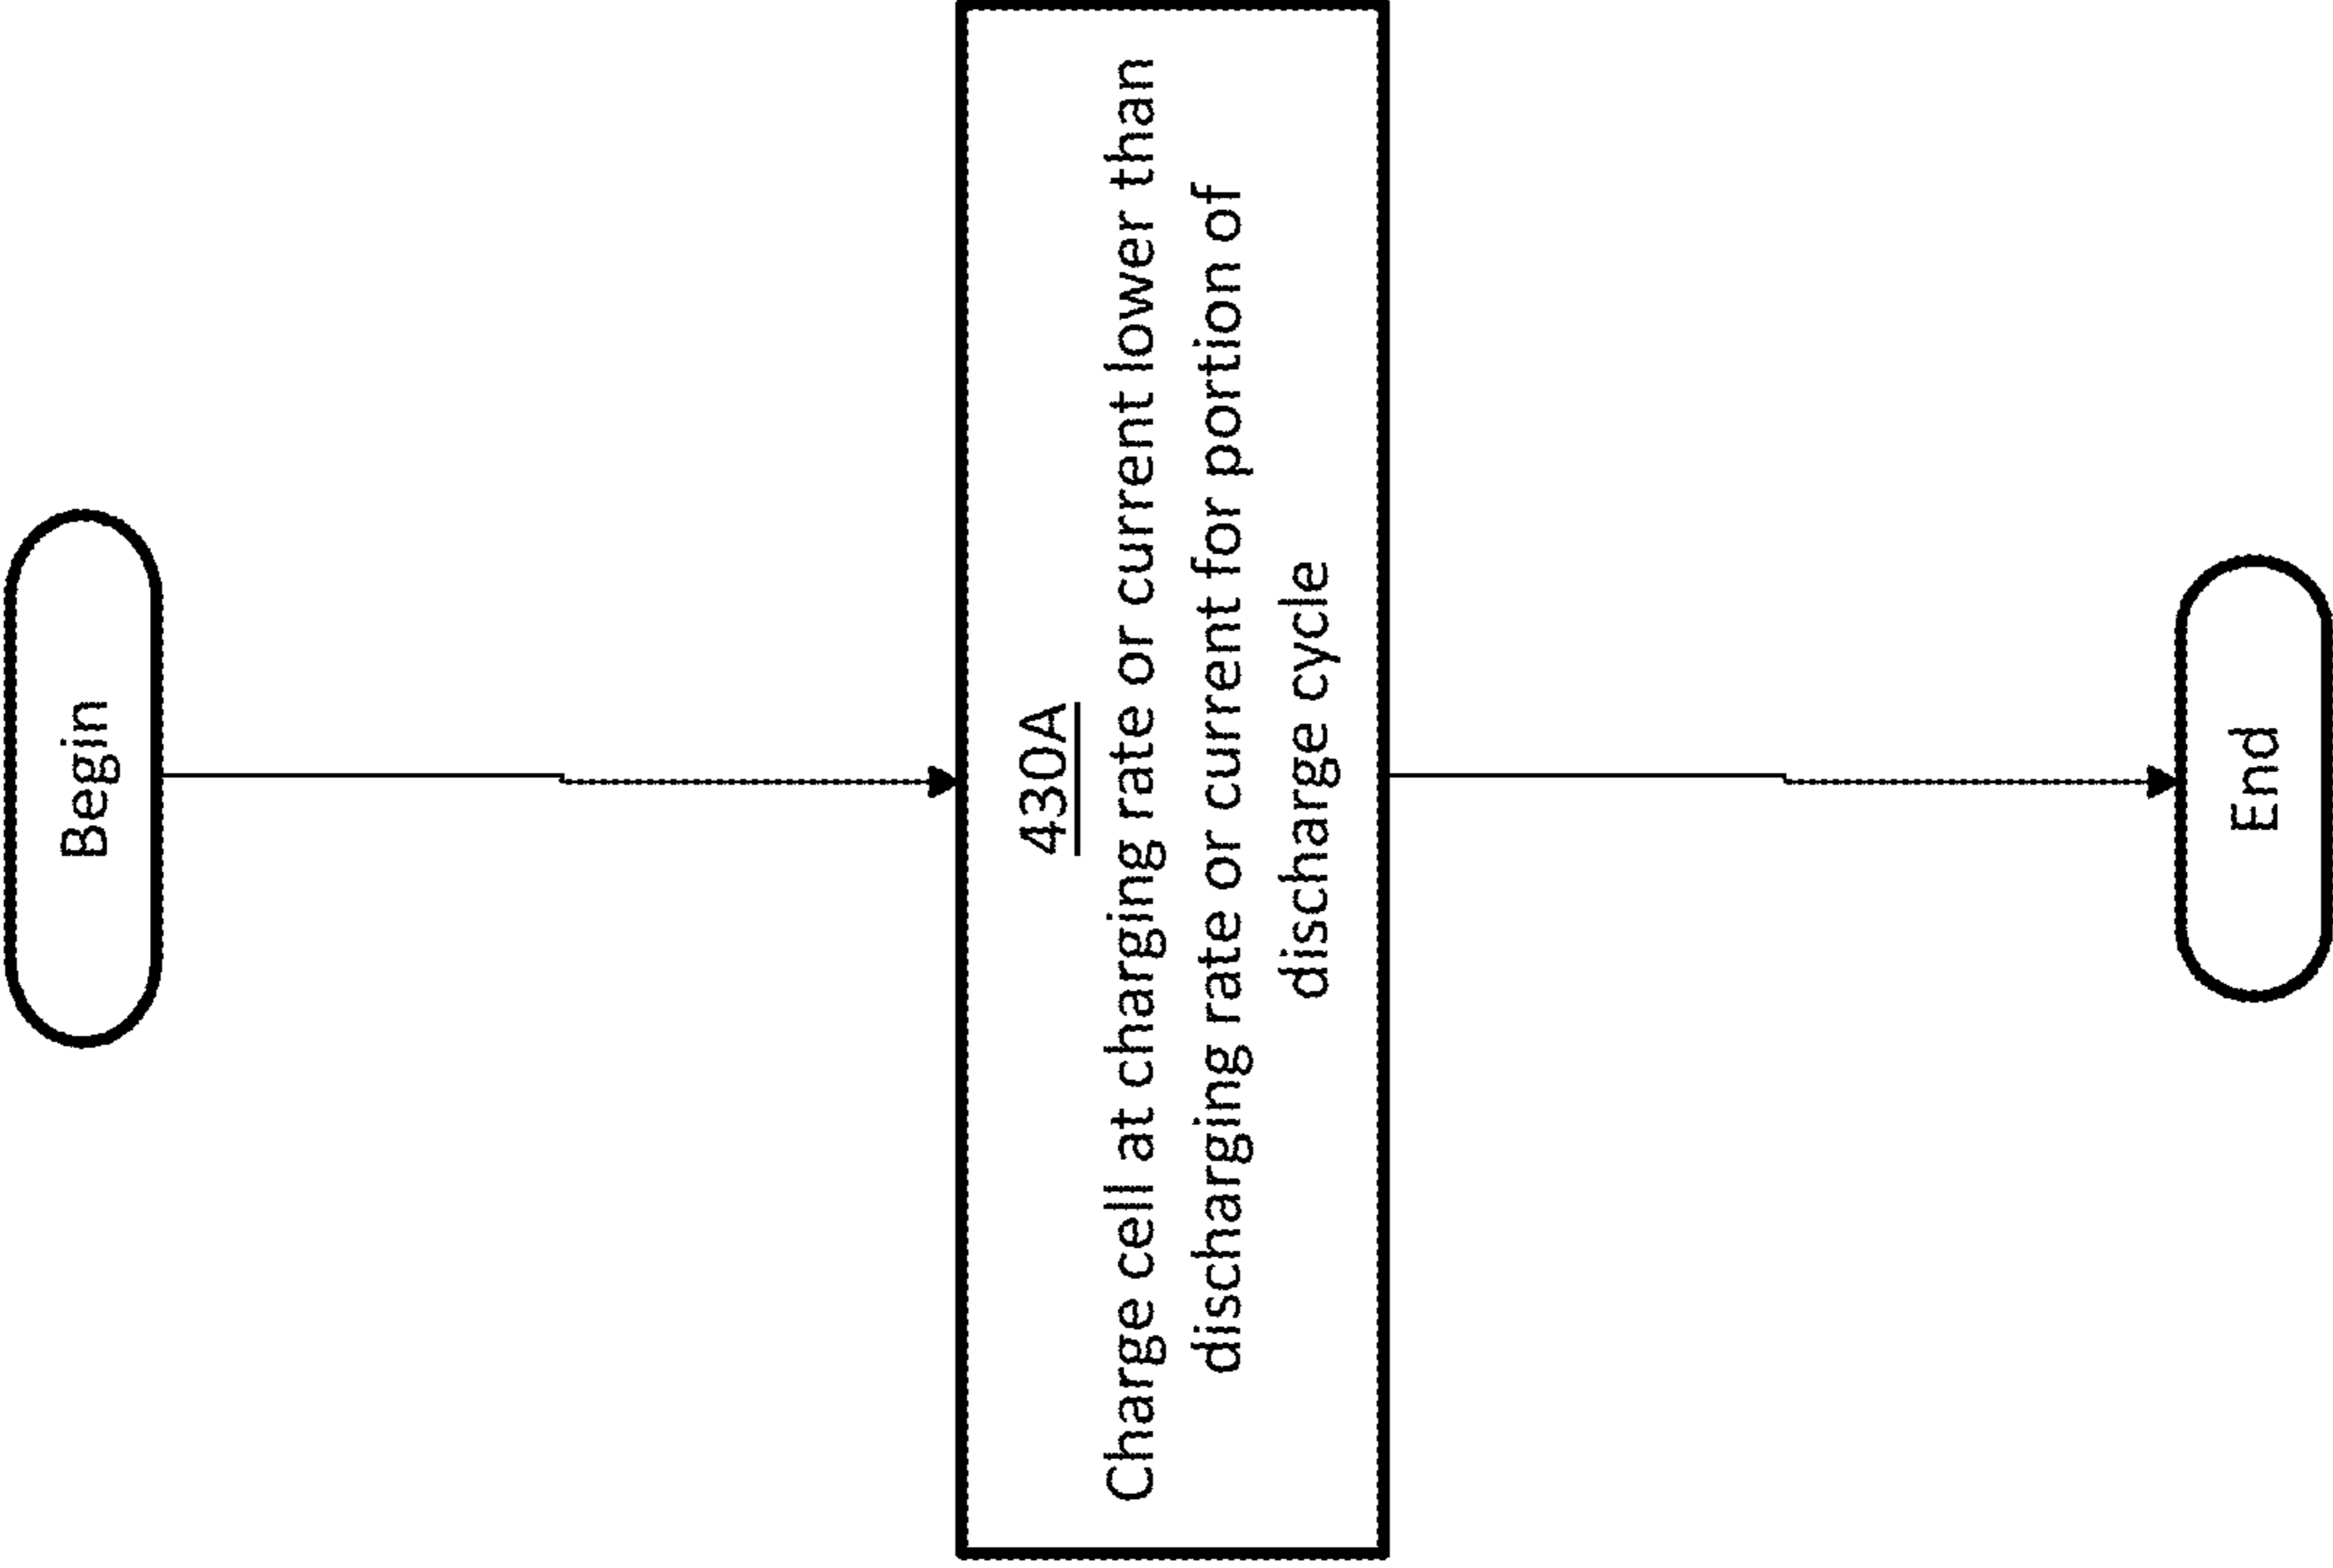 Begin
430A
Charge cell at charging rate or current lower than
discharging rate or current for portion of
discharge cycle
End